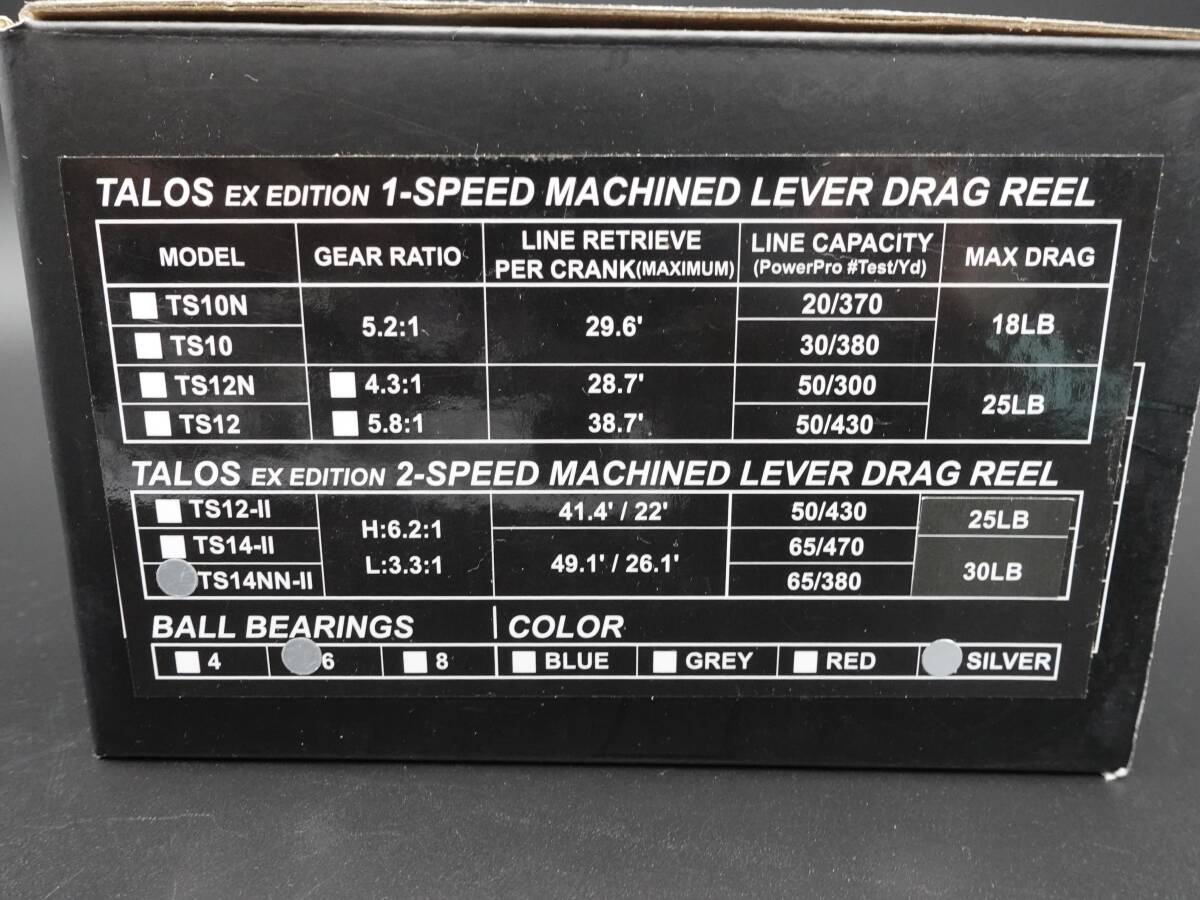 TALOS EX EDITION 1-SPEED MACHINED LEVER DRAG REEL
MODEL GEAR RATIO LINE RETRIEVE PER CRANK(MAXIMUM) LINE CAPACITY (PowerPro #Test/Yd) MAX DRAG
TS10N 5.2:1 29.6' 20/370 18LB
TS10 30/380
TS12N 4.3:1 28.7' 50/300 25LB
TS12 5.8:1 38.7' 50/430
TALOS EX EDITION 2-SPEED MACHINED LEVER DRAG REEL
TS12-II H:6.2:1 41.4' / 22' 50/430 25LB
TS14-II L:3.3:1 49.1' / 26.1' 65/470 30LB
TS14NN-II 65/380
BALL BEARINGS COLOR
4 6 8 BLUE GREY RED SILVER